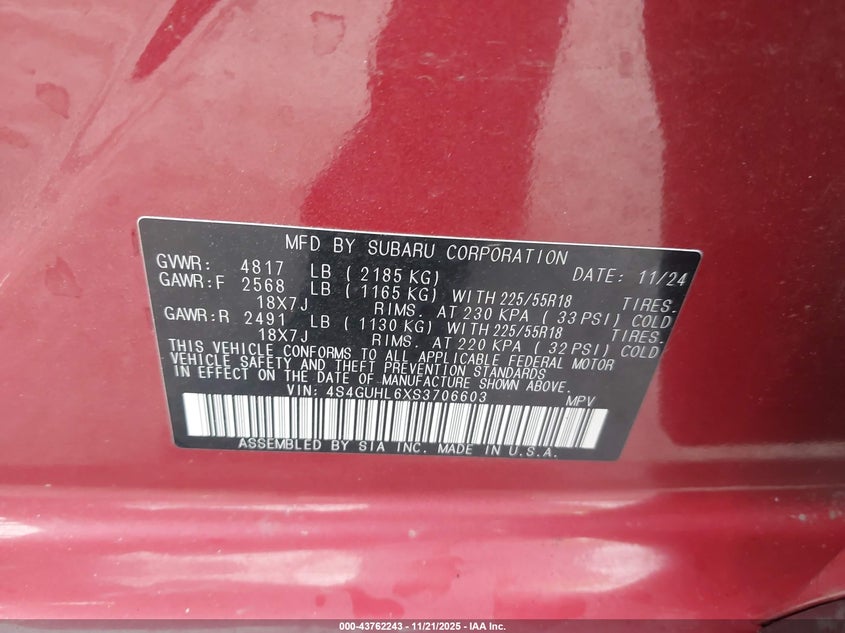 MFD BY SUBARU CORPORATION
GVWR: 4817 LB ( 2185 KG) DATE: 11/24
GAWR:F 2568 LB ( 1165 KG) WITH 225/55R18 TIRES.
18X7J RIMS. AT 230 KPA ( 33 PSI) COLD
GAWR:R 2491 LB ( 1130 KG) WITH 225/55R18 TIRES.
18X7J RIMS. AT 220 KPA ( 32 PSI) COLD
THIS VEHICLE CONFORMS TO ALL APPLICABLE FEDERAL MOTOR
VEHICLE SAFETY AND THEFT PREVENTION STANDARDS
IN EFFECT ON THE DATE OF MANUFACTURE SHOWN ABOVE.
VIN: 4S4GUHL6XS3706603 MPV
ASSEMBLED BY SIA INC. MADE IN U.S.A.
000-43762243 - 11/21/2025 - IAA Inc.